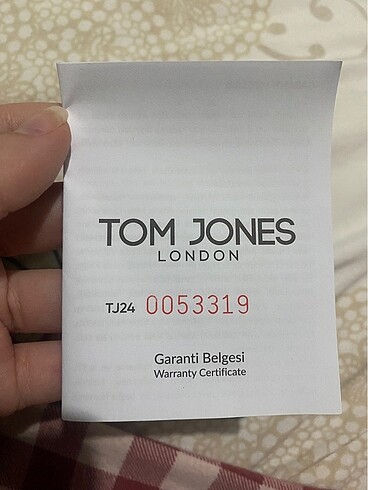 TOM JONES
LONDON
TJ24 0053319
Garanti Belgesi
Warranty Certificate